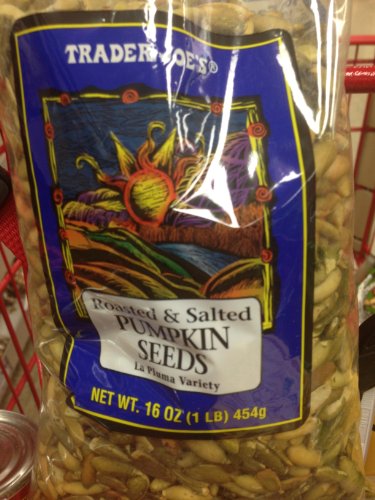 TRADER JOE'S®
Roasted & Salted
PUMPKIN
SEEDS
La Pluma Variety
NET WT. 16 OZ (1 LB) 454g